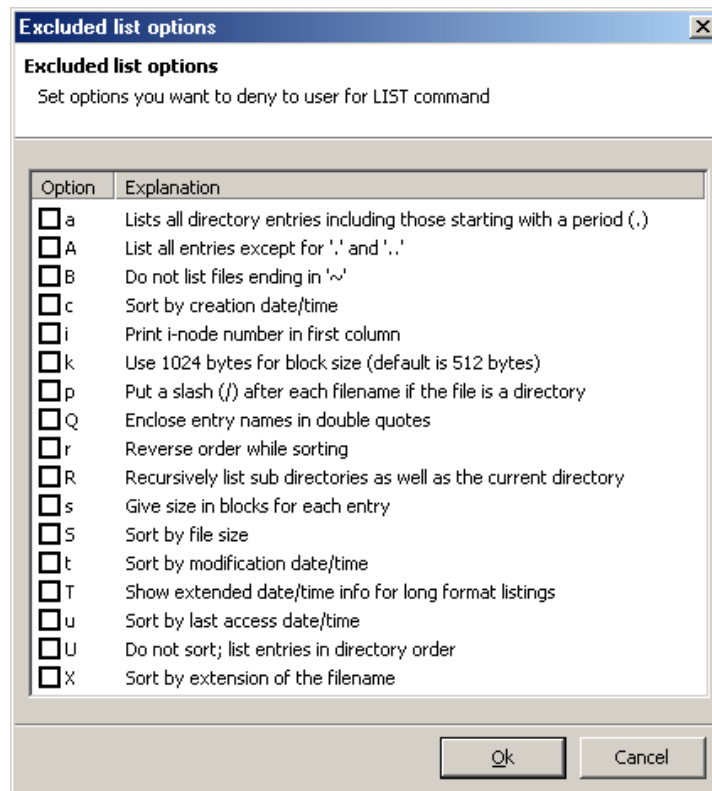 Excluded list options
Excluded list options
Set options you want to deny to user for LIST command
Option Explanation
a Lists all directory entries including those starting with a period (.)
A List all entries except for '.' and '..'
B Do not list files ending in '~'
c Sort by creation date/time
i Print i-node number in first column
k Use 1024 bytes for block size (default is 512 bytes)
p Put a slash (/) after each filename if the file is a directory
Q Enclose entry names in double quotes
r Reverse order while sorting
R Recursively list sub directories as well as the current directory
s Give size in blocks for each entry
S Sort by file size
t Sort by modification date/time
T Show extended date/time info for long format listings
u Sort by last access date/time
U Do not sort; list entries in directory order
X Sort by extension of the filename
Ok Cancel